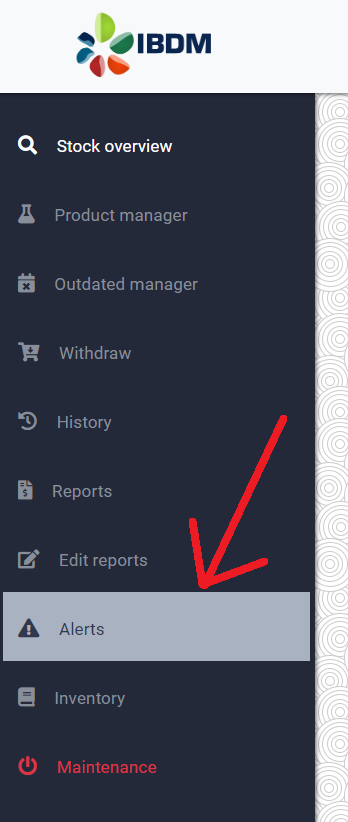 IBDM
Stock overview
Product manager
Outdated manager
Withdraw
History
Reports
Edit reports
Alerts
Inventory
Maintenance